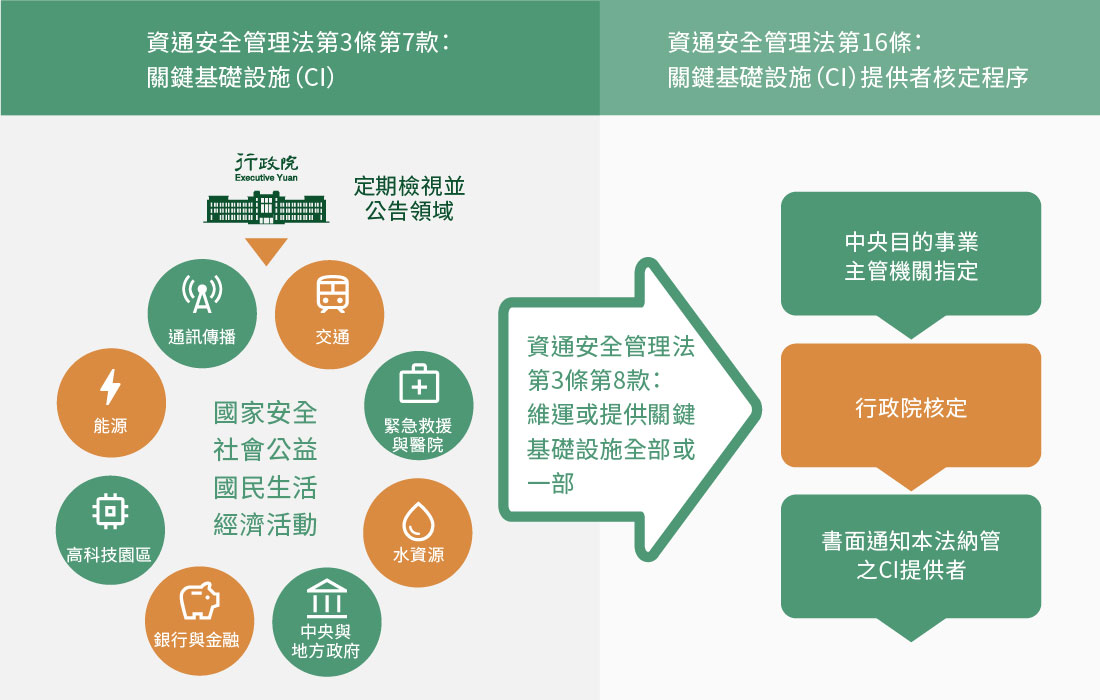 資通安全管理法第3條第7款：
關鍵基礎設施（CI）
資通安全管理法第16條：
關鍵基礎設施（CI）提供者核定程序
行政院
Executive Yuan
定期檢視並
公告領域
通訊傳播
交通
能源
緊急救援
與醫院
高科技園區
水資源
銀行與金融
中央與
地方政府
國家安全
社會公益
國民生活
經濟活動
資通安全管理法
第3條第8款：
維運或提供關鍵
基礎設施全部或
一部
中央目的事業
主管機關指定
行政院核定
書面通知本法納管
之CI提供者